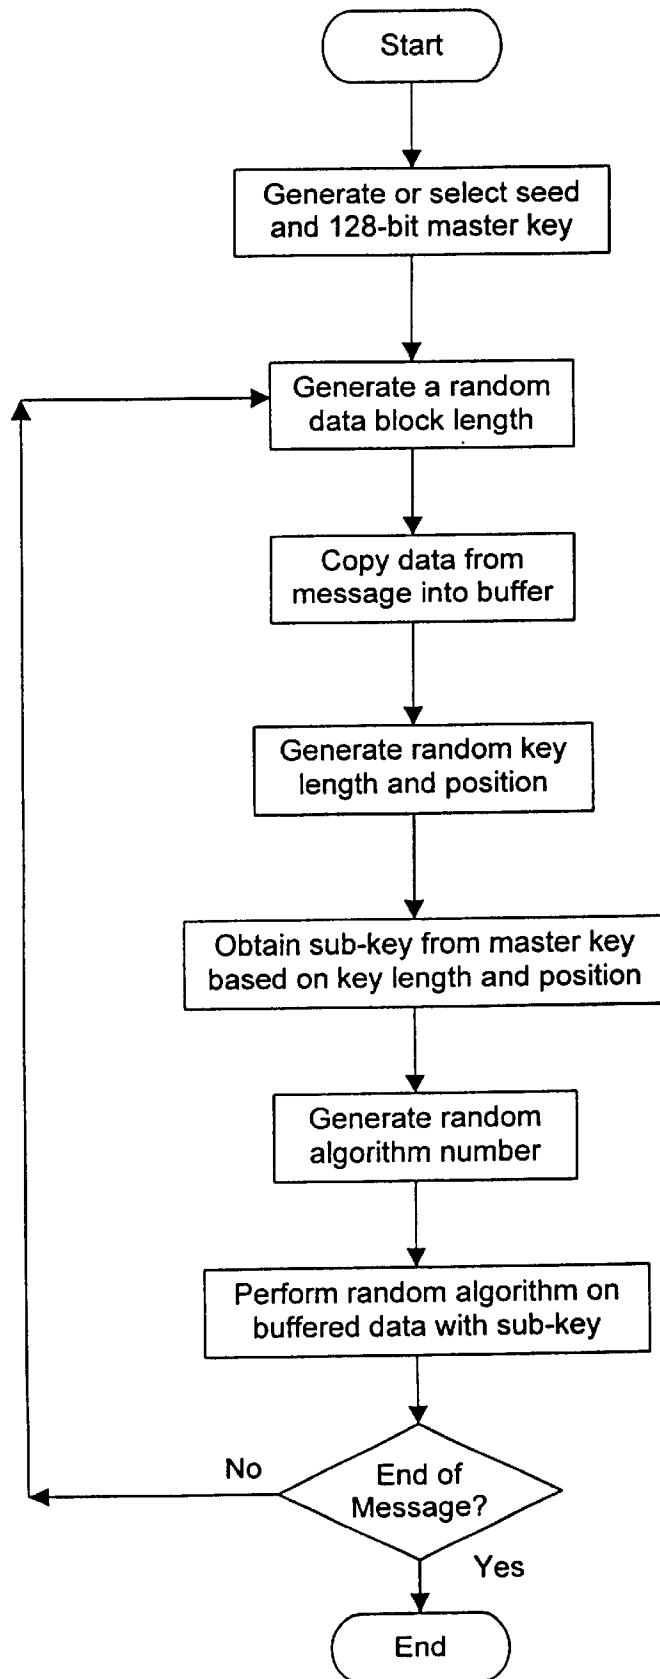 Start
Generate or select seed
and 128-bit master key
Generate a random
data block length
Copy data from
message into buffer
Generate random key
length and position
Obtain sub-key from master key
based on key length and position
Generate random
algorithm number
Perform random algorithm on
buffered data with sub-key
No
End of
Message?
Yes
End